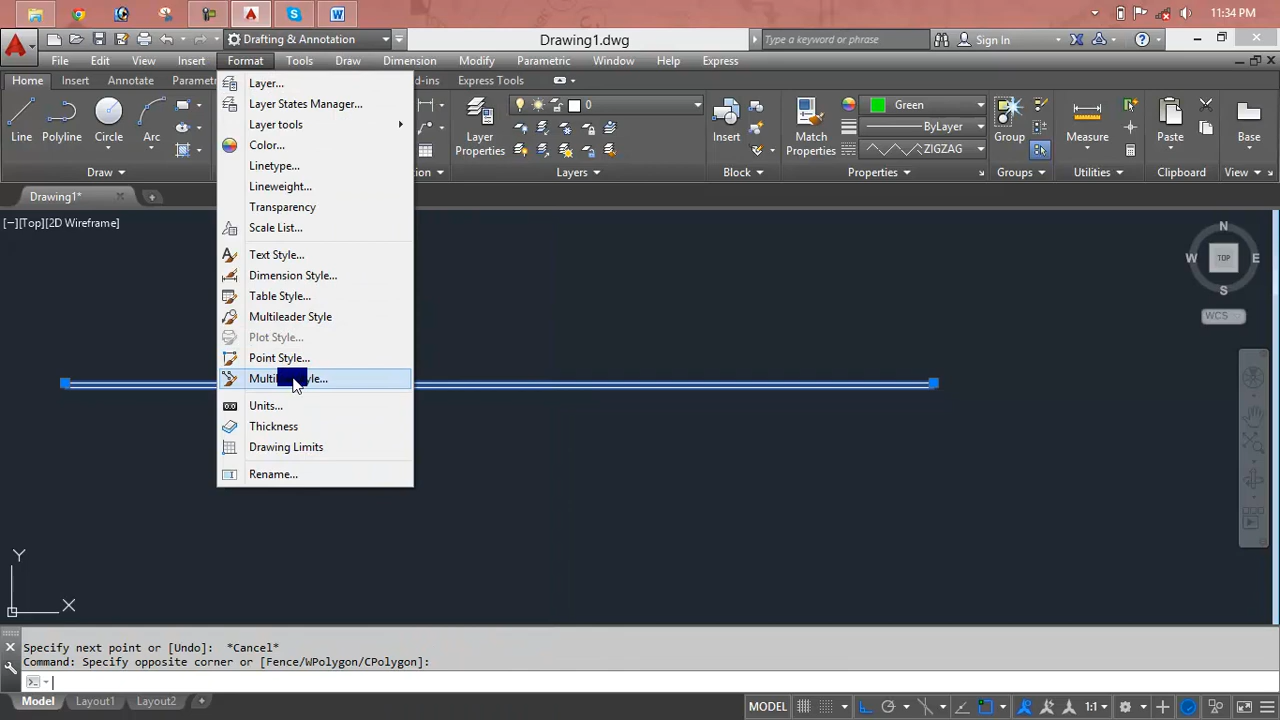 11:34 PM
Drafting & Annotation
Drawing1.dwg
Type a keyword or phrase
Sign In
File Edit View Insert Format Tools Draw Dimension Modify Parametric Window Help Express
Home Insert Annotate
Express Tools
Line Polyline Circle Arc
Layer Properties
0
Insert
Match Properties
Green
ByLayer
ZIGZAG
Group
Measure
Paste
Base
Draw Layers Block Properties Groups Utilities Clipboard View
Drawing1*
[−][Top][2D Wireframe]
Layer...
Layer States Manager...
Layer tools
Color...
Linetype...
Lineweight...
Transparency
Scale List...
Text Style...
Dimension Style...
Table Style...
Multileader Style
Plot Style...
Point Style...
Units...
Thickness
Drawing Limits
Rename...
N
W TOP E
S
WCS
Y
X
Specify next point or [Undo]: *Cancel*
Command: Specify opposite corner or [Fence/WPolygon/CPolygon]:
Model Layout1 Layout2 +
MODEL
1:1